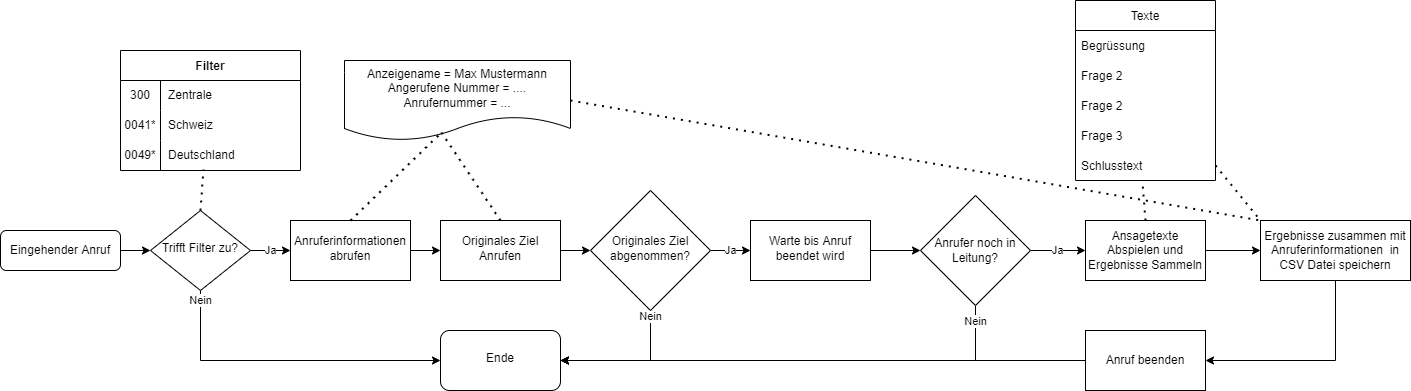 Texte
Begrüssung
Frage 2
Frage 2
Frage 3
Schlusstext
Filter
300 Zentrale
0041* Schweiz
0049* Deutschland
Anzeigename = Max Mustermann
Angerufene Nummer = ....
Anrufernummer = ...
Eingehender Anruf
Trifft Filter zu?
Ja
Nein
Anruferinformationen
abrufen
Originales Ziel
Anrufen
Originales Ziel
abgenommen?
Ja
Nein
Warte bis Anruf
beendet wird
Anrufer noch in
Leitung?
Ja
Nein
Ansagetexte
Abspielen und
Ergebnisse Sammeln
Ergebnisse zusammen mit
Anruferinformationen in
CSV Datei speichern
Ende
Anruf beenden